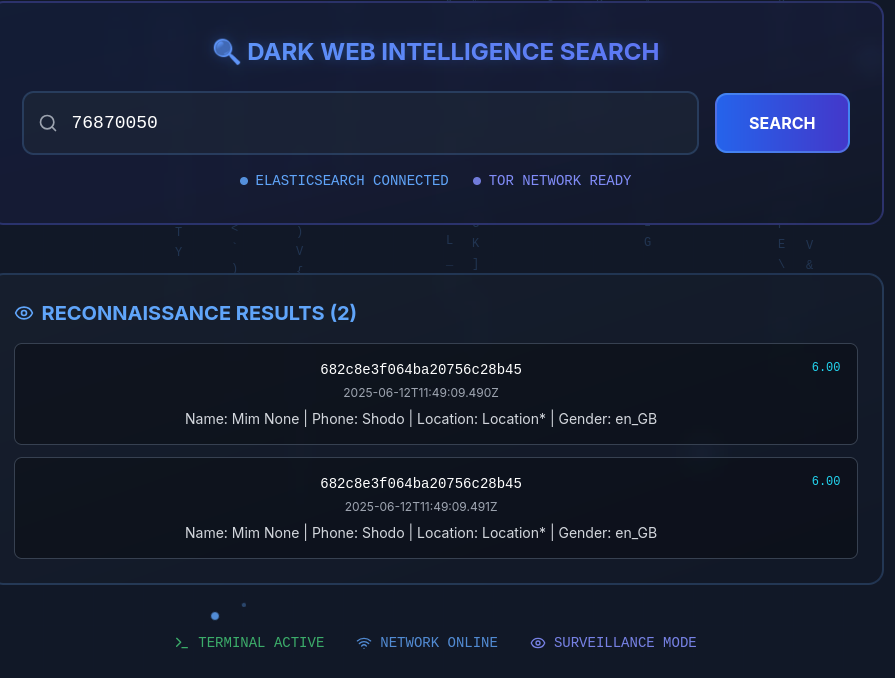 DARK WEB INTELLIGENCE SEARCH
76870050
SEARCH
ELASTICSEARCH CONNECTED
TOR NETWORK READY
T
Y
)
V
L
K
]
G
E
\
V
&
)
RECONNAISSANCE RESULTS (2)
682c8e3f064ba20756c28b45
6.00
2025-06-12T11:49:09.490Z
Name: Mim None | Phone: Shodo | Location: Location* | Gender: en_GB
682c8e3f064ba20756c28b45
6.00
2025-06-12T11:49:09.491Z
Name: Mim None | Phone: Shodo | Location: Location* | Gender: en_GB
TERMINAL ACTIVE
NETWORK ONLINE
SURVEILLANCE MODE